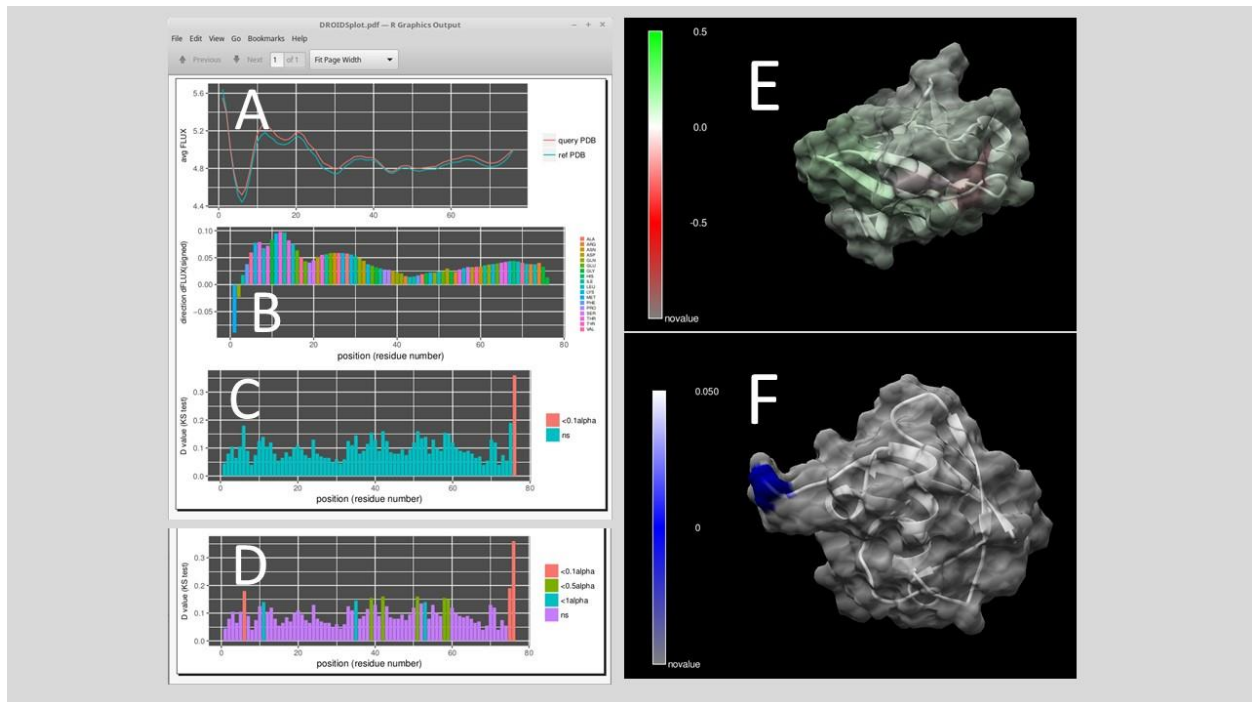 DROIDSplot.pdf — R Graphics Output
File Edit View Go Bookmarks Help
Previous Next 1 of 1 Fit Page Width
A
5.6
5.2
4.8
4.4
avg FLUX
0 20 40 60
query PDB
ref PDB
B
0.10
0.05
0.00
−0.05
direction dFLUX(signed)
0 20 40 60 80
position (residue number)
ALA
ARG
ASN
ASP
GLN
GLU
GLY
HIS
ILE
LEU
LYS
MET
PHE
PRO
SER
THR
TYR
VAL
C
0.3
0.2
0.1
0.0
D value (KS test)
0 20 40 60 80
position (residue number)
<0.1alpha
ns
D
0.3
0.2
0.1
0.0
D value (KS test)
0 20 40 60 80
position (residue number)
<0.1alpha
<0.5alpha
<1alpha
ns
E
0.5
0.0
-0.5
novalue
F
0.050
0
novalue